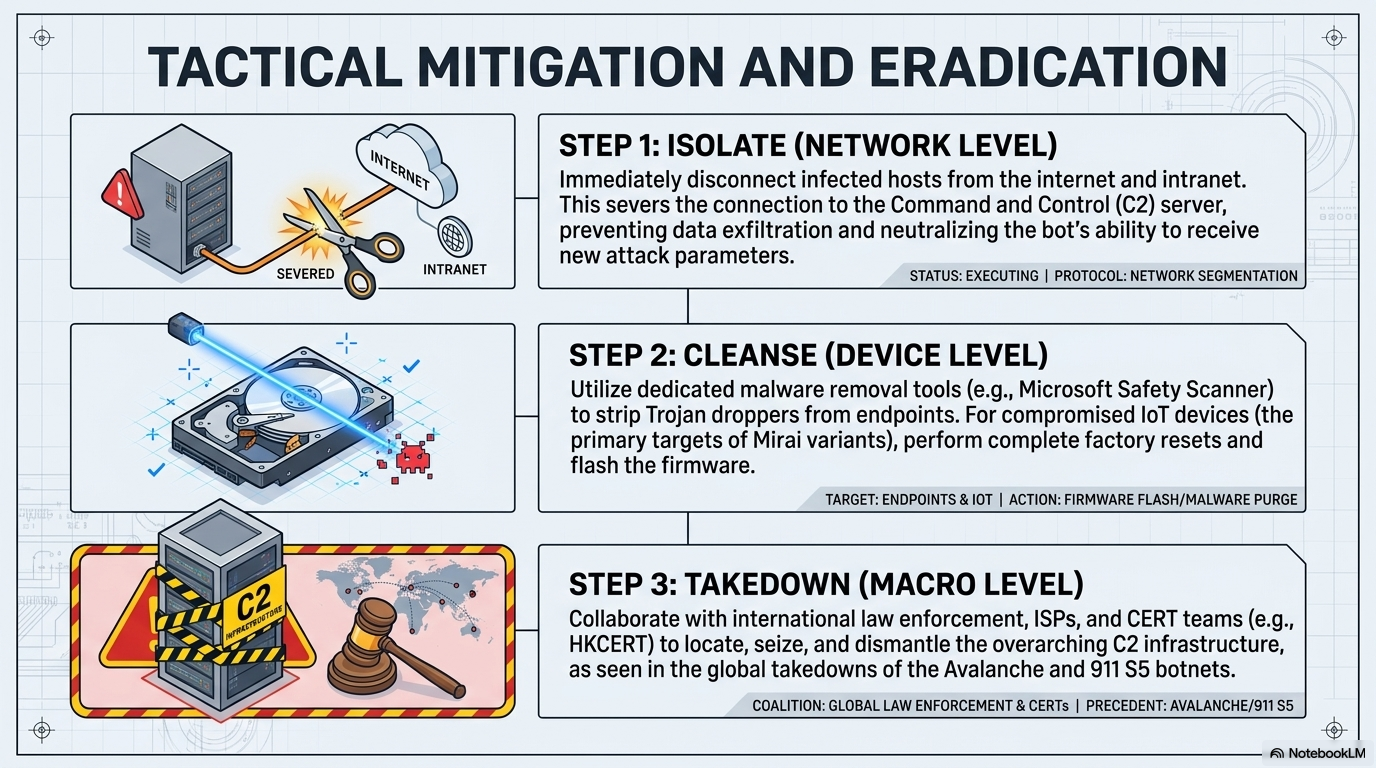 TACTICAL MITIGATION AND ERADICATION
INTERNET
SEVERED
INTRANET
STEP 1: ISOLATE (NETWORK LEVEL)
Immediately disconnect infected hosts from the internet and intranet.
This severs the connection to the Command and Control (C2) server,
preventing data exfiltration and neutralizing the bot's ability to receive
new attack parameters.
STATUS: EXECUTING | PROTOCOL: NETWORK SEGMENTATION
STEP 2: CLEANSE (DEVICE LEVEL)
Utilize dedicated malware removal tools (e.g., Microsoft Safety Scanner)
to strip Trojan droppers from endpoints. For compromised IoT devices (the
primary targets of Mirai variants), perform complete factory resets and
flash the firmware.
TARGET: ENDPOINTS & IOT | ACTION: FIRMWARE FLASH/MALWARE PURGE
C2
STEP 3: TAKEDOWN (MACRO LEVEL)
Collaborate with international law enforcement, ISPs, and CERT teams (e.g.,
HKCERT) to locate, seize, and dismantle the overarching C2 infrastructure,
as seen in the global takedowns of the Avalanche and 911 S5 botnets.
COALITION: GLOBAL LAW ENFORCEMENT & CERTs | PRECEDENT: AVALANCHE/911 S5
NotebookLM